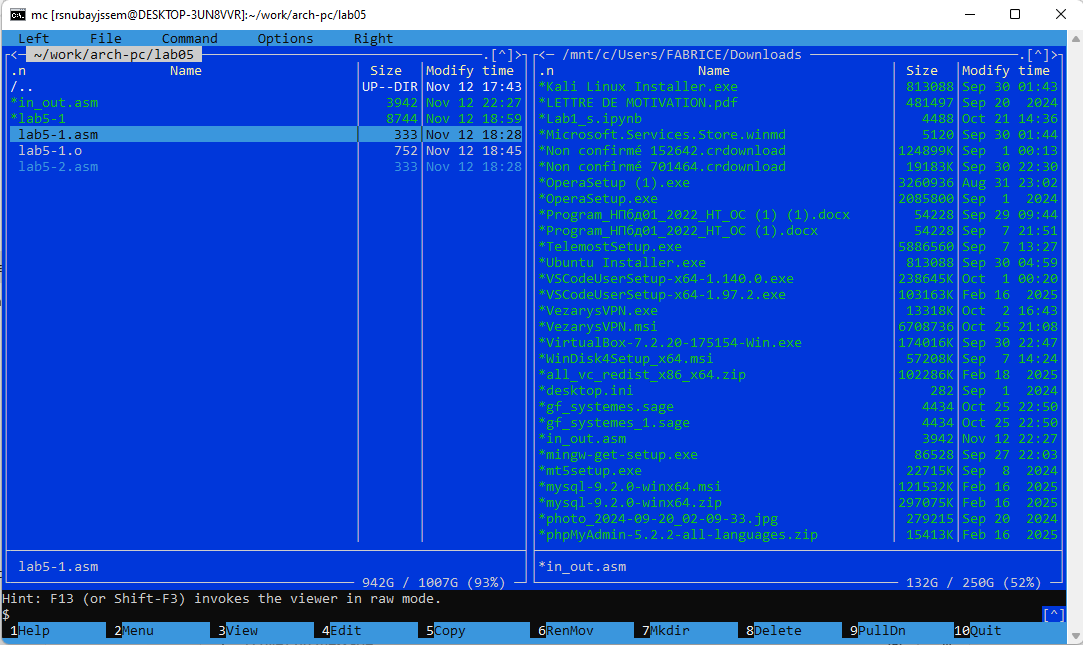 mc [rsnubayjssem@DESKTOP-3UN8VVR]:~/work/arch-pc/lab05
Left File Command Options Right
<─ ~/work/arch-pc/lab05 .[^]>
.n Name Size Modify time
/.. UP--DIR Nov 12 17:43
*in_out.asm 3942 Nov 12 22:27
*lab5-1 8744 Nov 12 18:59
lab5-1.asm 333 Nov 12 18:28
lab5-1.o 752 Nov 12 18:45
lab5-2.asm 333 Nov 12 18:28
lab5-1.asm
942G / 1007G (93%)
<─ /mnt/c/Users/FABRICE/Downloads .[^]>
.n Name Size Modify time
*Kali Linux Installer.exe 813088 Sep 30 01:43
*LETTRE DE MOTIVATION.pdf 481497 Sep 20 2024
*Lab1_s.ipynb 4488 Oct 21 14:36
*Microsoft.Services.Store.winmd 5120 Sep 30 01:44
*Non confirmé 152642.crdownload 124899K Sep 1 00:13
*Non confirmé 701464.crdownload 19183K Sep 30 22:30
*OperaSetup (1).exe 3260936 Aug 31 23:02
*OperaSetup.exe 2085800 Sep 1 2024
*Program_НПбд01_2022_НТ_ОС (1) (1).docx 54228 Sep 29 09:44
*Program_НПбд01_2022_НТ_ОС (1).docx 54228 Sep 7 21:51
*TelemostSetup.exe 5886560 Sep 7 13:27
*Ubuntu Installer.exe 813088 Sep 30 04:59
*VSCodeUserSetup-x64-1.140.0.exe 238645K Oct 1 00:20
*VSCodeUserSetup-x64-1.97.2.exe 103163K Feb 16 2025
*VezarysVPN.exe 13318K Oct 2 16:43
*VezarysVPN.msi 6708736 Oct 25 21:08
*VirtualBox-7.2.20-175154-Win.exe 174016K Sep 30 22:47
*WinDisk4Setup_x64.msi 57208K Sep 7 14:24
*all_vc_redist_x86_x64.zip 102286K Feb 18 2025
*desktop.ini 282 Sep 1 2024
*gf_systemes.sage 4434 Oct 25 22:50
*gf_systemes_1.sage 4434 Oct 25 22:50
*in_out.asm 3942 Nov 12 22:27
*mingw-get-setup.exe 86528 Sep 27 22:03
*mt5setup.exe 22715K Sep 8 2024
*mysql-9.2.0-winx64.msi 121532K Feb 16 2025
*mysql-9.2.0-winx64.zip 297075K Feb 16 2025
*photo_2024-09-20_02-09-33.jpg 279215 Sep 20 2024
*phpMyAdmin-5.2.2-all-languages.zip 15413K Feb 16 2025
*in_out.asm
132G / 250G (52%)
Hint: F13 (or Shift-F3) invokes the viewer in raw mode.
$ [^]
1Help 2Menu 3View 4Edit 5Copy 6RenMov 7Mkdir 8Delete 9PullDn 10Quit